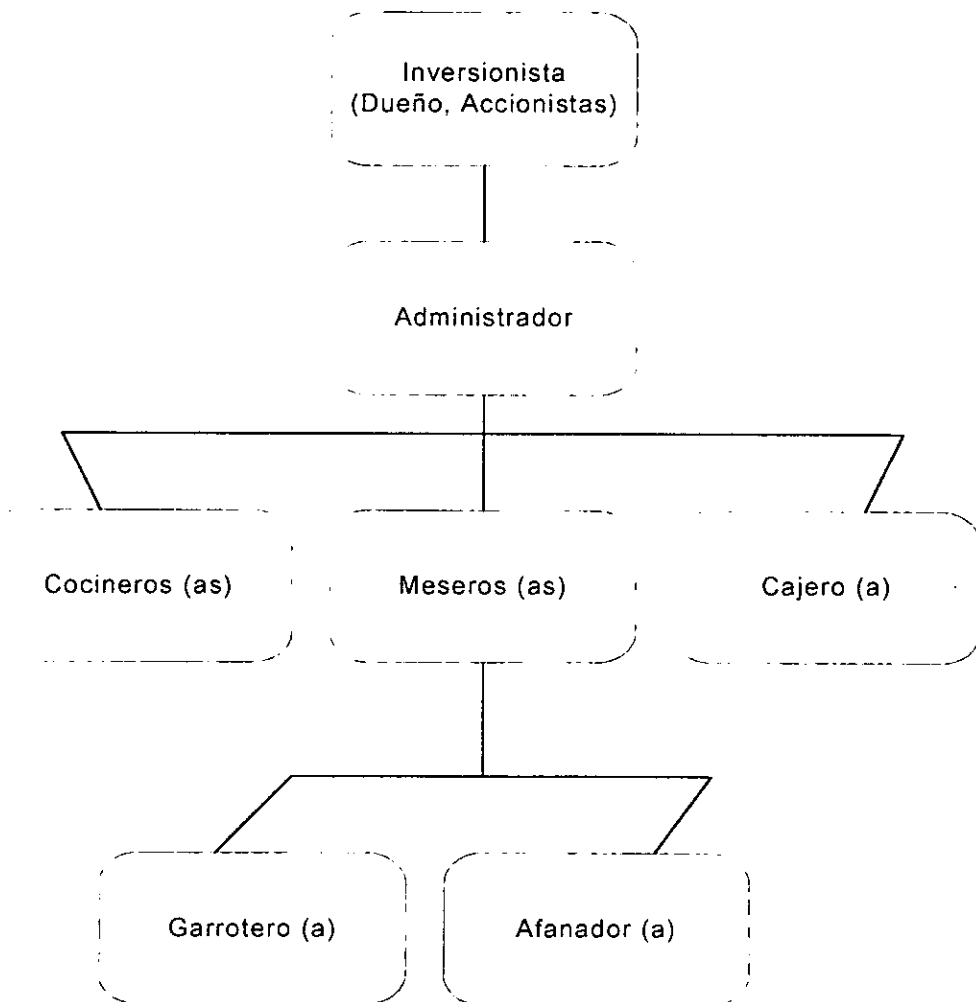 Inversionista
(Dueño, Accionistas)
Administrador
Cocineros (as)
Meseros (as)
Cajero (a)
Garrotero (a)
Afanador (a)